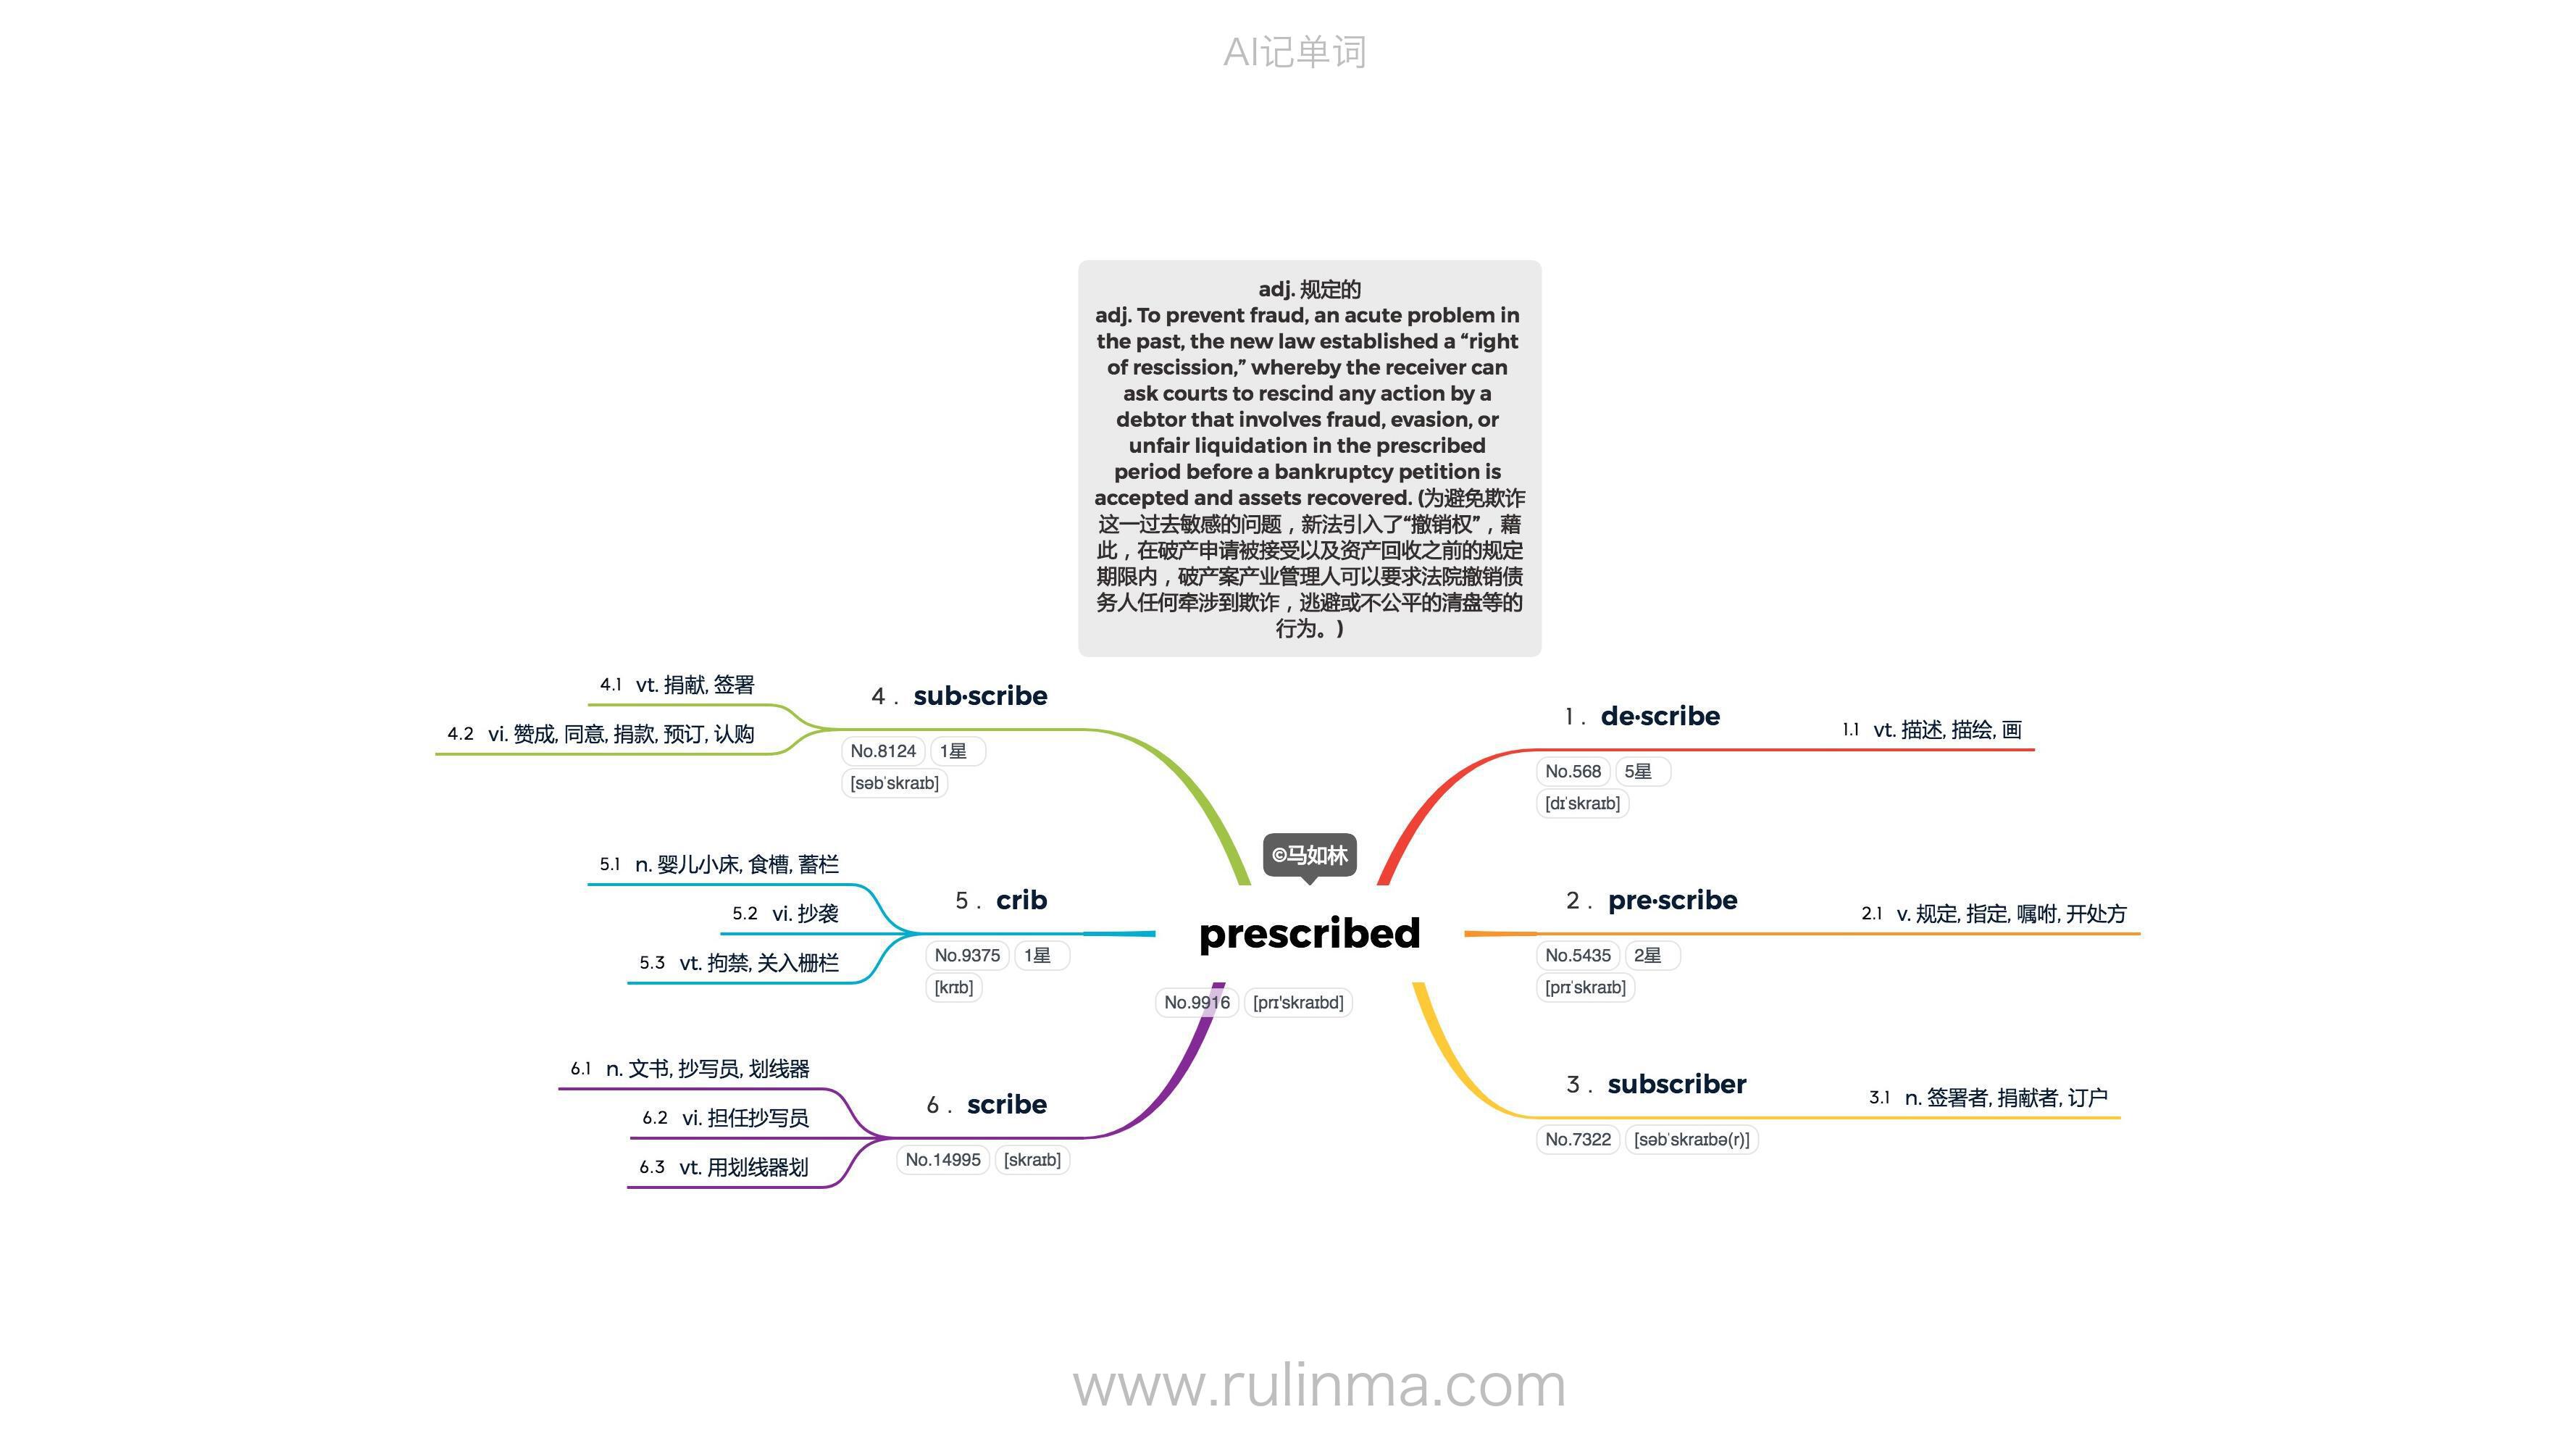 AI记单词
adj. 规定的
adj. To prevent fraud, an acute problem in
the past, the new law established a “right
of rescission,” whereby the receiver can
ask courts to rescind any action by a
debtor that involves fraud, evasion, or
unfair liquidation in the prescribed
period before a bankruptcy petition is
accepted and assets recovered. (为避免欺诈
这一过去敏感的问题，新法引入了“撤销权”，藉
此，在破产申请被接受以及资产回收之前的规定
期限内，破产案产业管理人可以要求法院撤销债
务人任何牵涉到欺诈，逃避或不公平的清盘等的
行为。)
©马如林
prescribed
No.9916 [prɪ'skraɪbd]
1. de·scribe
No.568 5星
[dɪˈskraɪb]
1.1 vt. 描述, 描绘, 画
2. pre·scribe
No.5435 2星
[prɪˈskraɪb]
2.1 v. 规定, 指定, 嘱咐, 开处方
3. subscriber
No.7322 [səbˈskraɪbə(r)]
3.1 n. 签署者, 捐献者, 订户
4. sub·scribe
No.8124 1星
[səbˈskraɪb]
4.1 vt. 捐献, 签署
4.2 vi. 赞成, 同意, 捐款, 预订, 认购
5. crib
No.9375 1星
[krɪb]
5.1 n. 婴儿小床, 食槽, 蓄栏
5.2 vi. 抄袭
5.3 vt. 拘禁, 关入栅栏
6. scribe
No.14995 [skraɪb]
6.1 n. 文书, 抄写员, 划线器
6.2 vi. 担任抄写员
6.3 vt. 用划线器划
www.rulinma.com